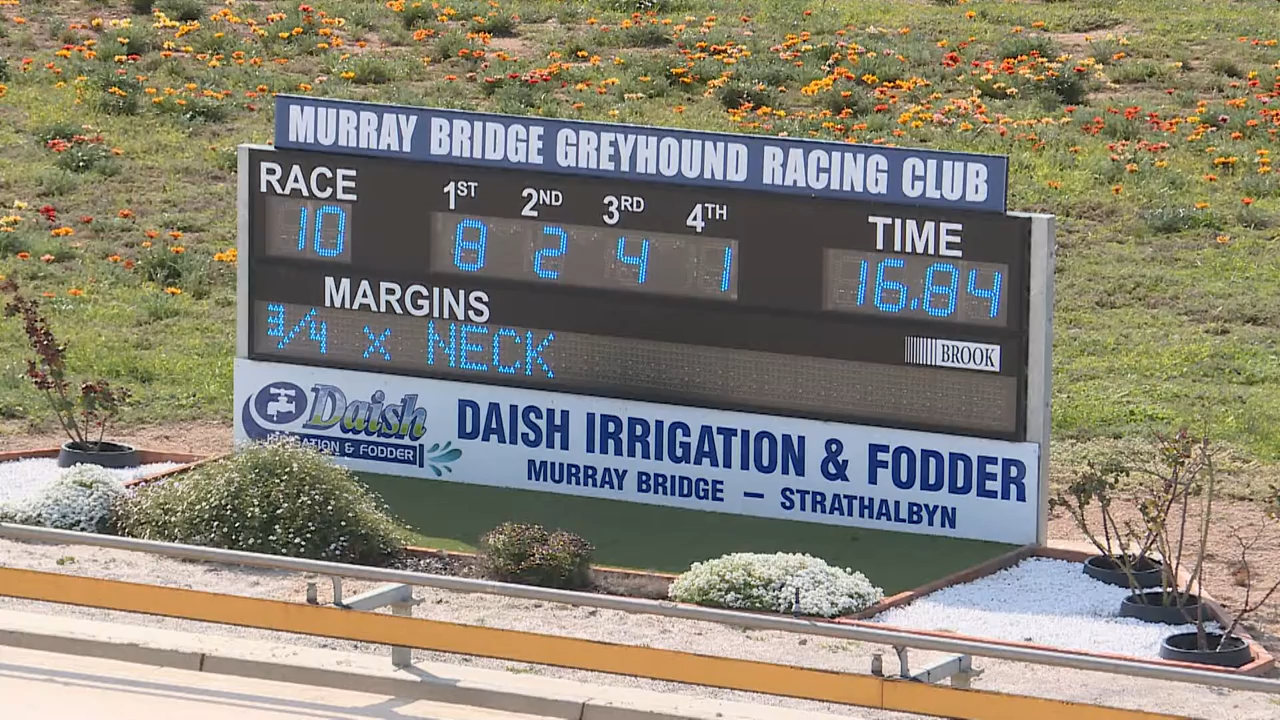 MURRAY BRIDGE GREYHOUND RACING CLUB
RACE 1ST 2ND 3RD 4TH TIME
10 8 2 4 1 16.84
MARGINS
3/4 x NECK
BROOK
Daish
IRRIGATION & FODDER
DAISH IRRIGATION & FODDER
MURRAY BRIDGE – STRATHALBYN